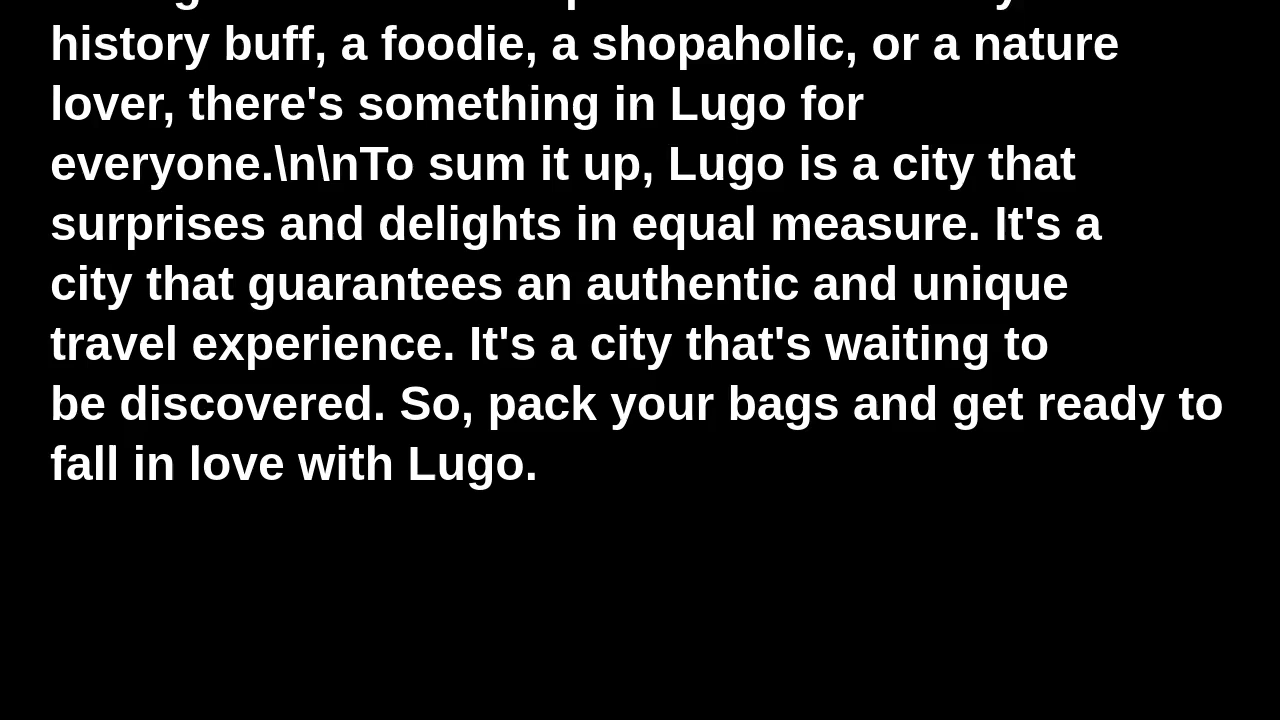 history buff, a foodie, a shopaholic, or a nature
lover, there's something in Lugo for
everyone.\n\nTo sum it up, Lugo is a city that
surprises and delights in equal measure. It's a
city that guarantees an authentic and unique
travel experience. It's a city that's waiting to
be discovered. So, pack your bags and get ready to
fall in love with Lugo.